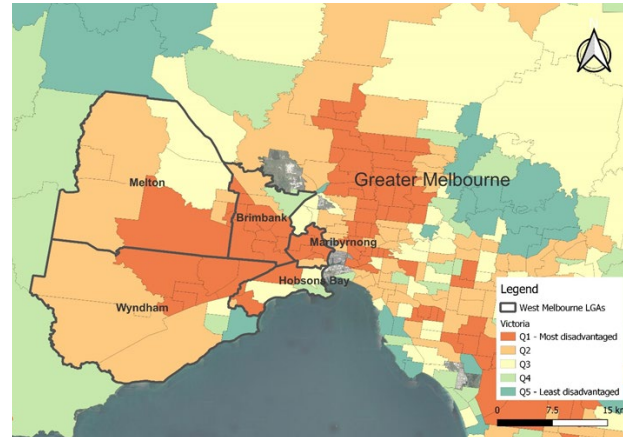 Greater Melbourne
Melton
Brimbank
Maribyrnong
Hobsons Bay
Wyndham
Legend
West Melbourne LGAs
Victoria
Q1 - Most disadvantaged
Q2
Q3
Q4
Q5 - Least disadvantaged
0 7.5 15 km